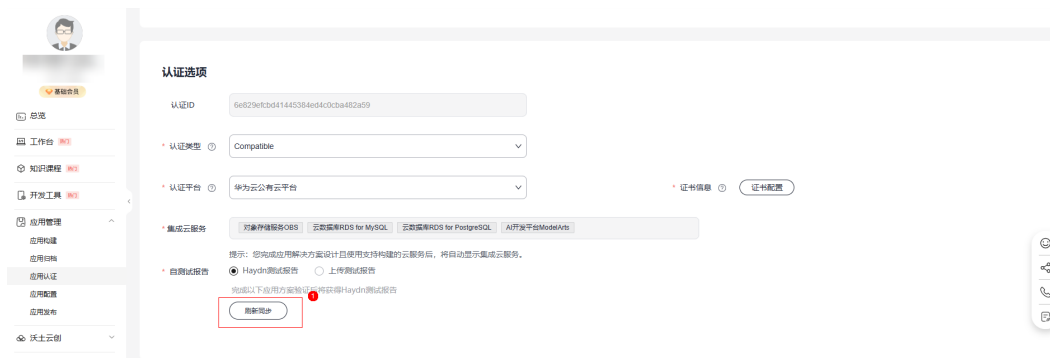 基础会员
总览
工作台 热门
知识课程 热门
开发工具 热门
应用管理
应用构建
应用归档
应用认证
应用配置
应用发布
沃土云创
认证选项
认证ID 6e829efcbd41445384ed4c0cba482a59
* 认证类型 Compatible
* 认证平台 华为云公有云平台
* 证书信息 证书配置
* 集成云服务 对象存储服务OBS 云数据库RDS for MySQL 云数据库RDS for PostgreSQL AI开发平台ModelArts
提示：您完成应用解决方案设计且使用支持构建的云服务后，将自动显示集成云服务。
* 自测试报告 Haydn测试报告 上传测试报告
完成以下应用方案验证后将获得Haydn测试报告
1
刷新同步